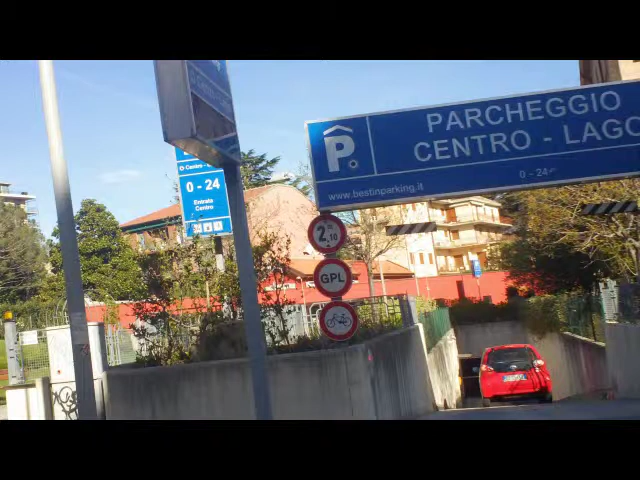 PARCHEGGIO
CENTRO - LAGO
P
www.bestinparking.it
0 - 24
0 - 24
Entrata
Centro
2,10
GPL